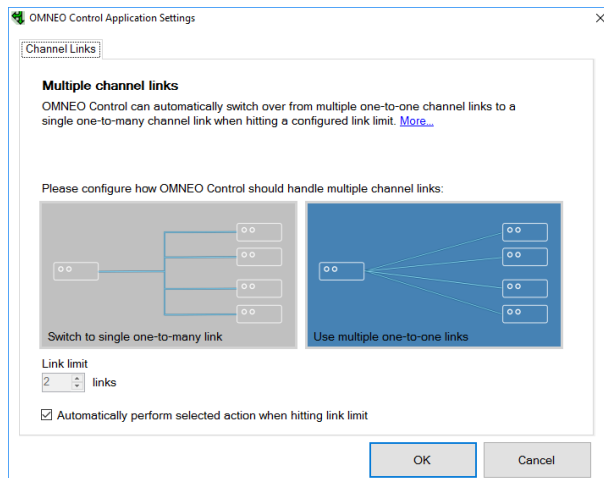 OMNEO Control Application Settings
Channel Links
Multiple channel links
OMNEO Control can automatically switch over from multiple one-to-one channel links to a
single one-to-many channel link when hitting a configured link limit. More...
Please configure how OMNEO Control should handle multiple channel links:
Switch to single one-to-many link
Use multiple one-to-one links
Link limit
2 links
Automatically perform selected action when hitting link limit
OK
Cancel